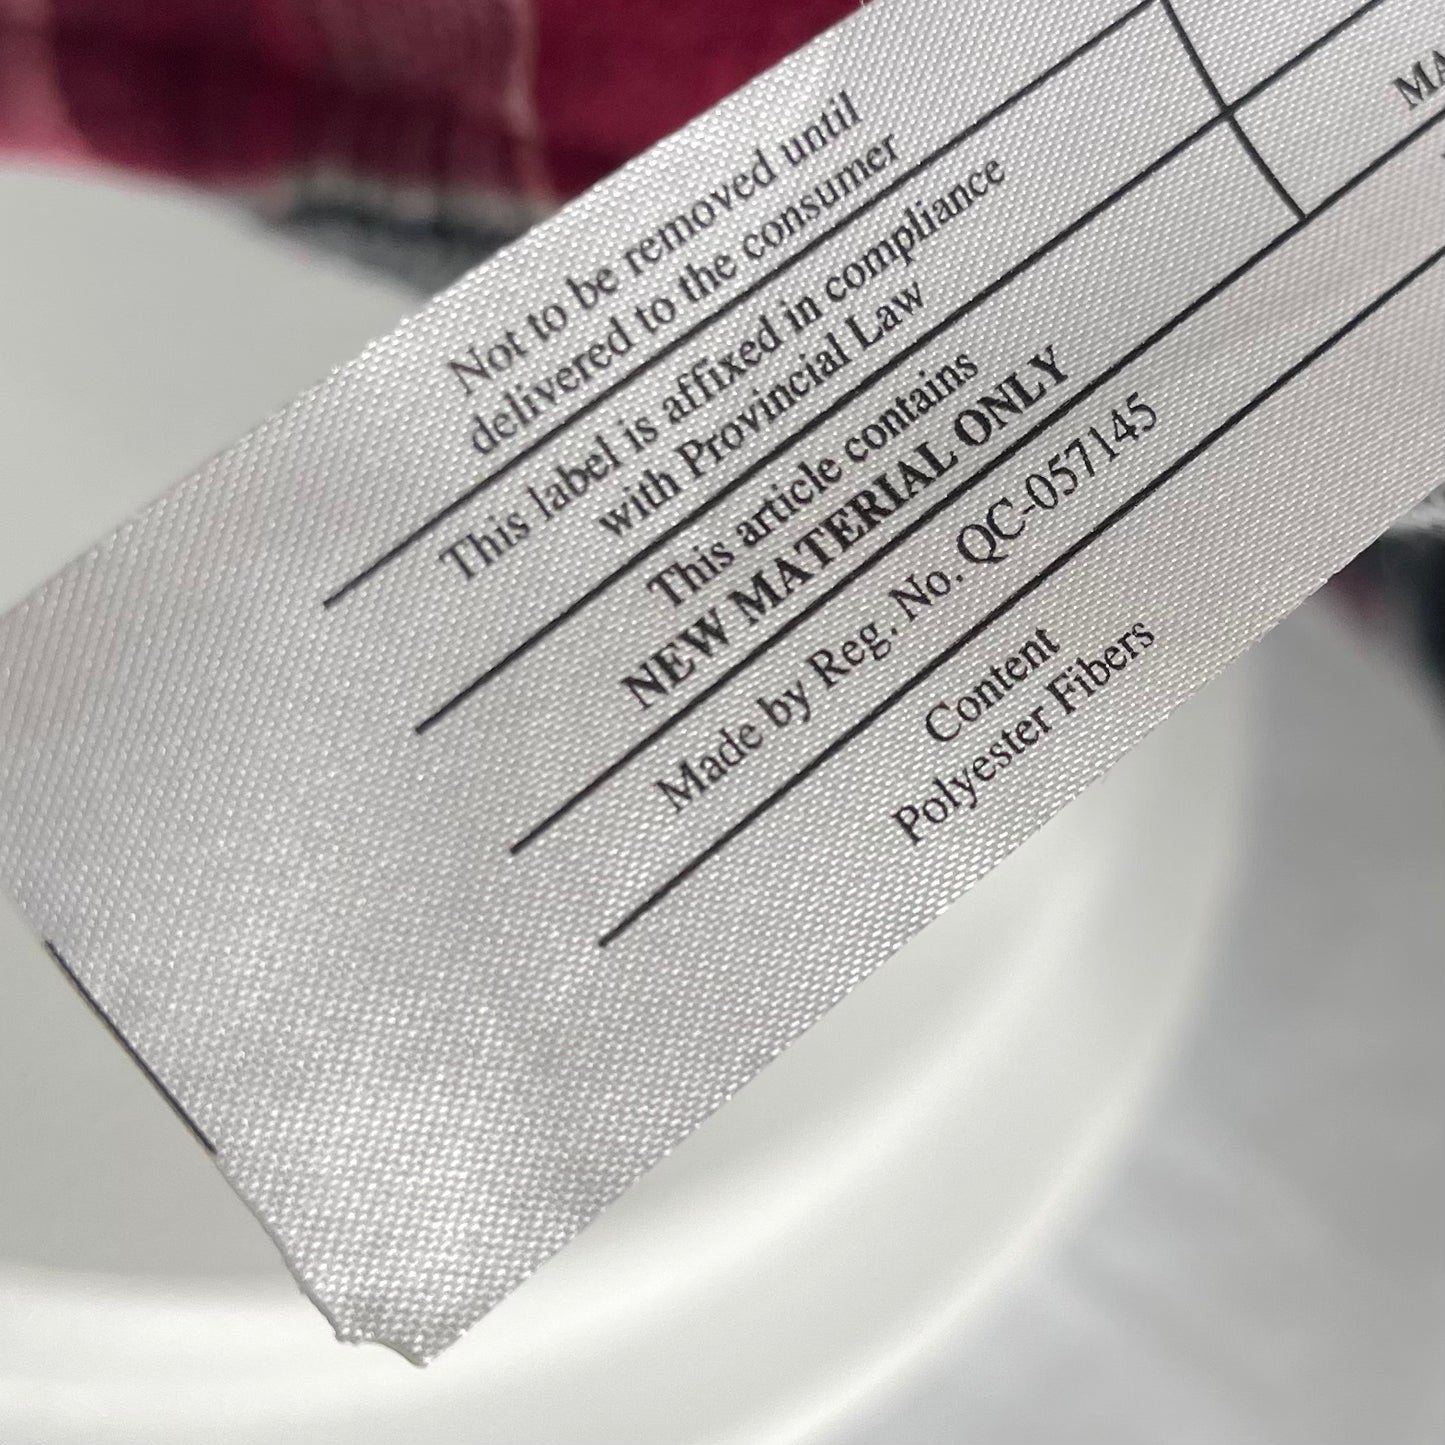 Not to be removed until
delivered to the consumer
This label is affixed in compliance
with Provincial Law
This article contains
NEW MATERIAL ONLY
Made by Reg. No. QC-057145
Content
Polyester Fibers
MA